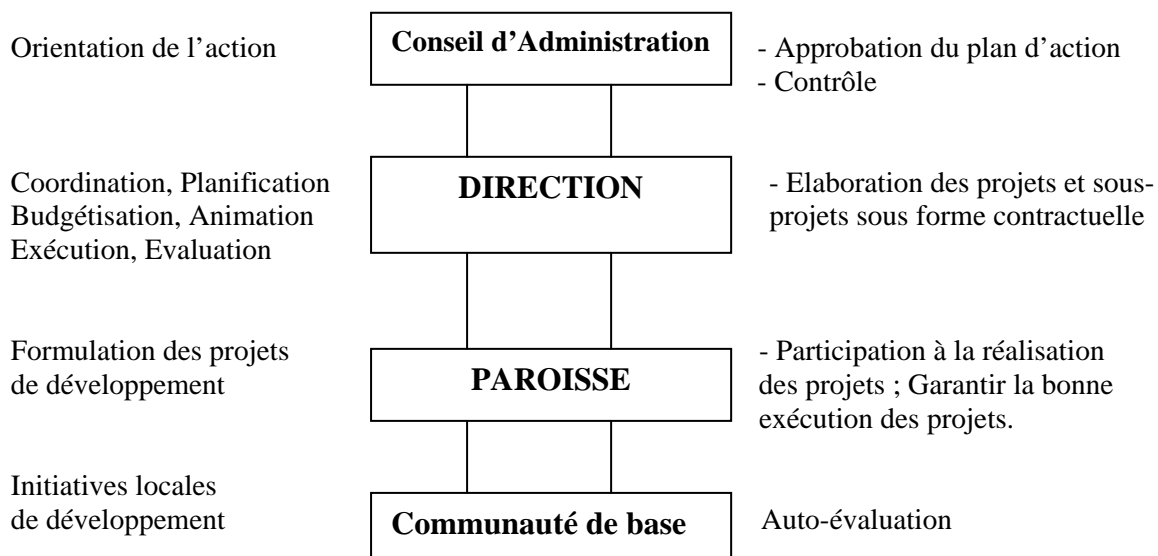 Orientation de l’action
Conseil d’Administration
- Approbation du plan d’action
- Contrôle
Coordination, Planification
Budgétisation, Animation
Exécution, Evaluation
DIRECTION
- Elaboration des projets et sous-
projets sous forme contractuelle
Formulation des projets
de développement
PAROISSE
- Participation à la réalisation
des projets ; Garantir la bonne
exécution des projets.
Initiatives locales
de développement
Communauté de base
Auto-évaluation